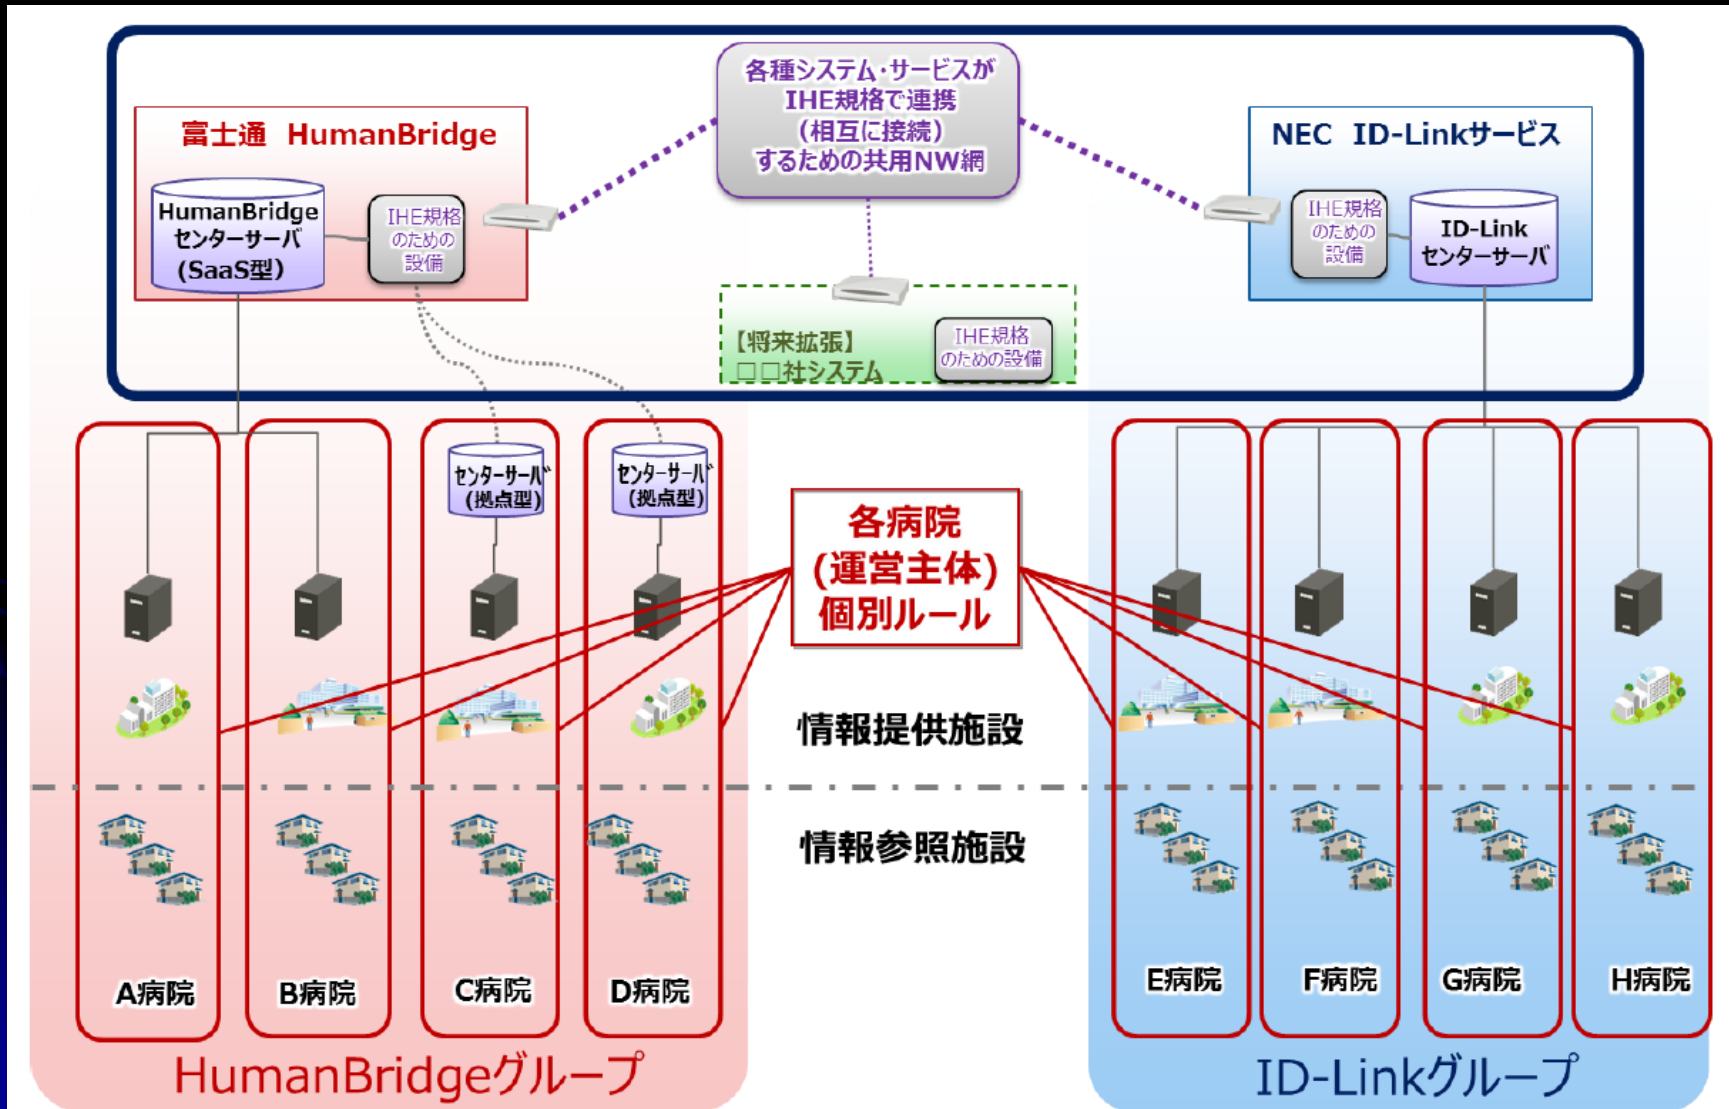 各種システム・サービスが
IHE規格で連携
(相互に接続)
するための共用NW網
富士通 HumanBridge
HumanBridge
センターサーバ
(SaaS型)
IHE規格
のための
設備
NEC ID-Linkサービス
IHE規格
のための
設備
ID-Link
センターサーバ
【将来拡張】
□□社システム
IHE規格
のための設備
センターサーバ
(拠点型)
センターサーバ
(拠点型)
各病院
(運営主体)
個別ルール
情報提供施設
情報参照施設
A病院
B病院
C病院
D病院
E病院
F病院
G病院
H病院
HumanBridgeグループ
ID-Linkグループ